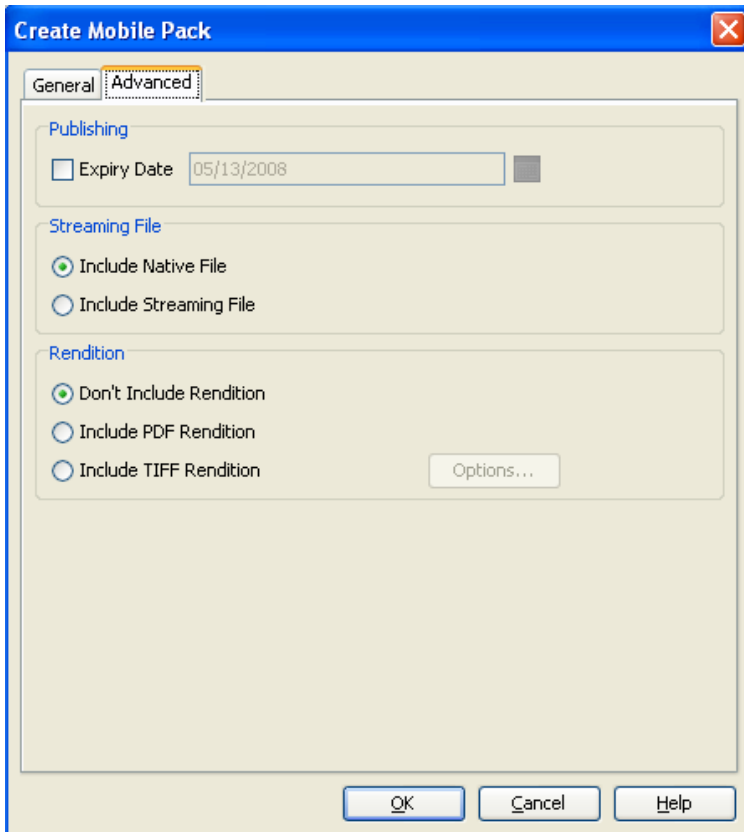 Create Mobile Pack
General Advanced
Publishing
Expiry Date 05/13/2008
Streaming File
Include Native File
Include Streaming File
Rendition
Don't Include Rendition
Include PDF Rendition
Include TIFF Rendition Options...
OK Cancel Help